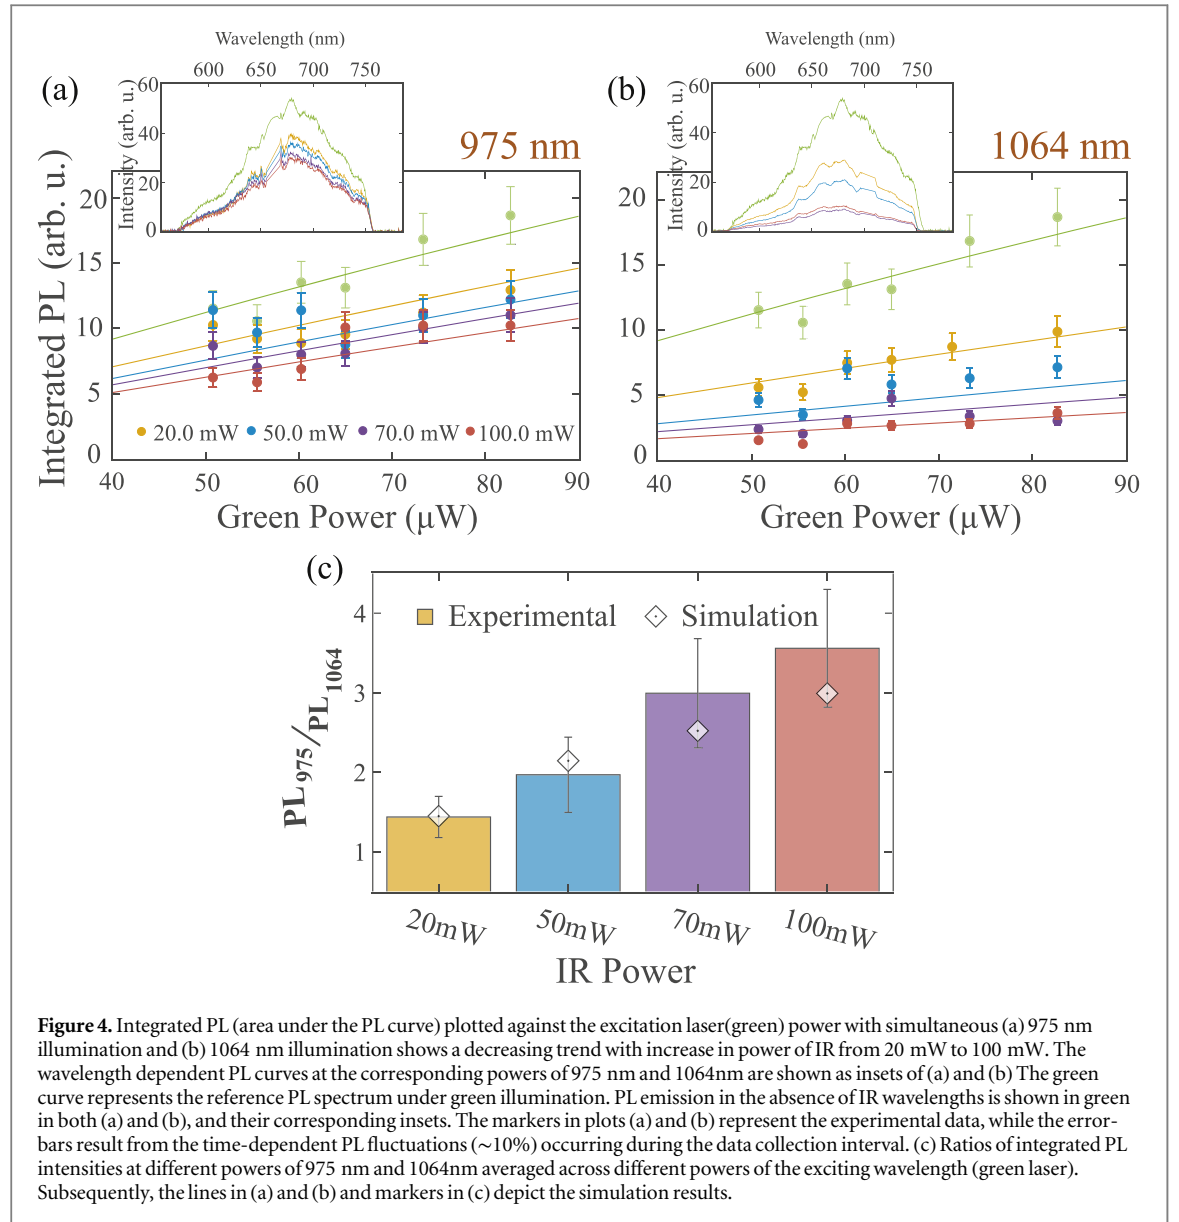 Wavelength (nm)
600 650 700 750
(a)
60
40
20
0
Intensity (arb. u.)
975 nm
Integrated PL (arb. u.)
20
15
10
5
0
20.0 mW 50.0 mW 70.0 mW 100.0 mW
40 50 60 70 80 90
Green Power (μW)
Wavelength (nm)
600 650 700 750
(b)
60
40
20
0
Intensity (arb. u.)
1064 nm
20
15
10
5
0
40 50 60 70 80 90
Green Power (μW)
(c)
PL975/PL1064
4
3
2
1
Experimental Simulation
20mW 50mW 70mW 100mW
IR Power
Figure 4. Integrated PL (area under the PL curve) plotted against the excitation laser(green) power with simultaneous (a) 975 nm
illumination and (b) 1064 nm illumination shows a decreasing trend with increase in power of IR from 20 mW to 100 mW. The
wavelength dependent PL curves at the corresponding powers of 975 nm and 1064nm are shown as insets of (a) and (b) The green
curve represents the reference PL spectrum under green illumination. PL emission in the absence of IR wavelengths is shown in green
in both (a) and (b), and their corresponding insets. The markers in plots (a) and (b) represent the experimental data, while the error-
bars result from the time-dependent PL fluctuations (~10%) occurring during the data collection interval. (c) Ratios of integrated PL
intensities at different powers of 975 nm and 1064nm averaged across different powers of the exciting wavelength (green laser).
Subsequently, the lines in (a) and (b) and markers in (c) depict the simulation results.